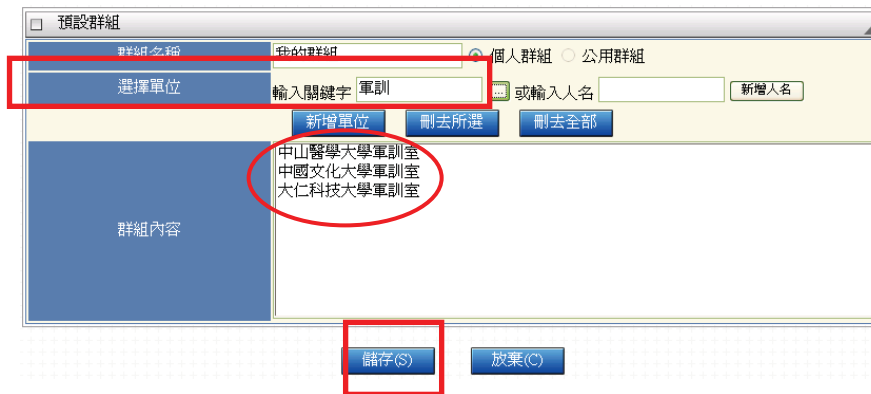 預設群組
群組名稱 我的群組 個人群組 公用群組
選擇單位 輸入關鍵字 軍訓 ... 或輸入人名 新增人名
新增單位 刪去所選 刪去全部
群組內容
中山醫學大學軍訓室
中國文化大學軍訓室
大仁科技大學軍訓室
儲存(S) 放棄(C)